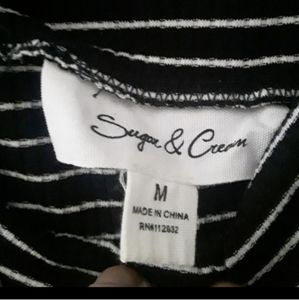 Sugar & Cream
M
MADE IN CHINA
RN#112832